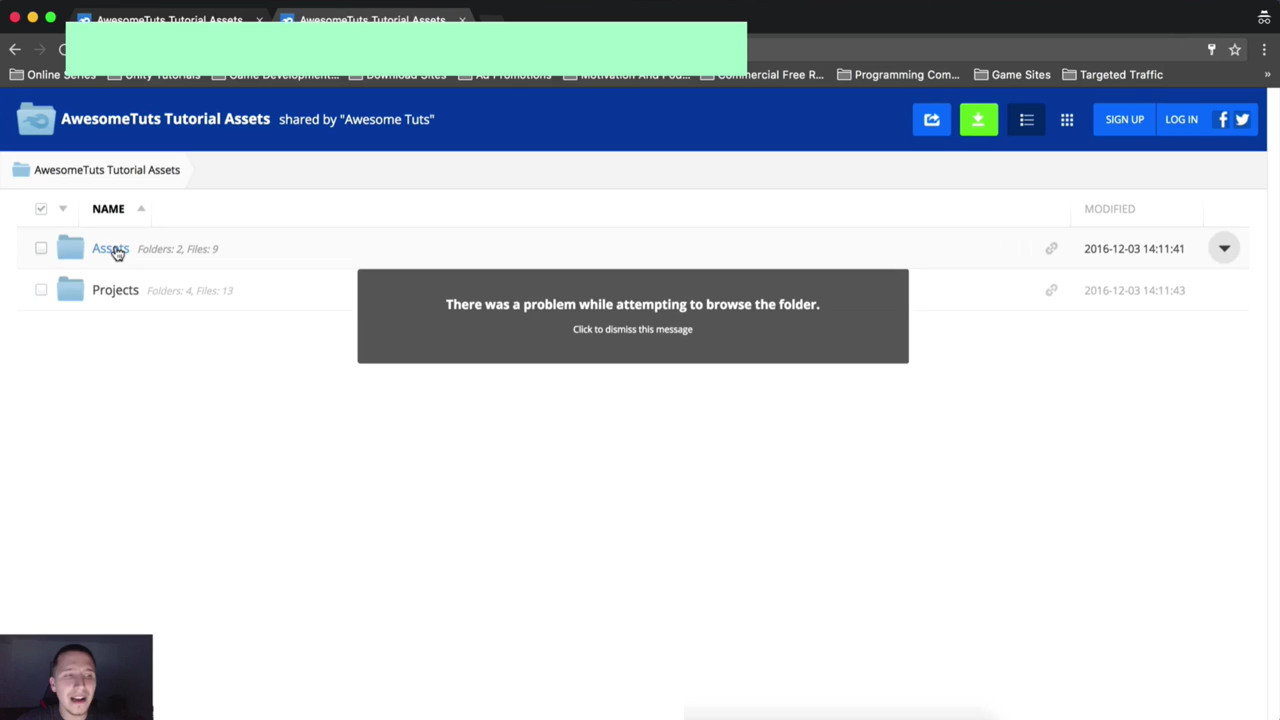 AwesomeTuts Tutorial Assets × AwesomeTuts Tutorial Assets ×
Online Series Unity Tutorials Game Development... Download Sites Ad Promotions Motivation And Pod... Commercial Free R... Programming Com... Game Sites Targeted Traffic »
AwesomeTuts Tutorial Assets shared by "Awesome Tuts" SIGN UP LOG IN
AwesomeTuts Tutorial Assets
NAME MODIFIED
Assets Folders: 2, Files: 9 2016-12-03 14:11:41
Projects Folders: 4, Files: 13 2016-12-03 14:11:43
There was a problem while attempting to browse the folder.
Click to dismiss this message